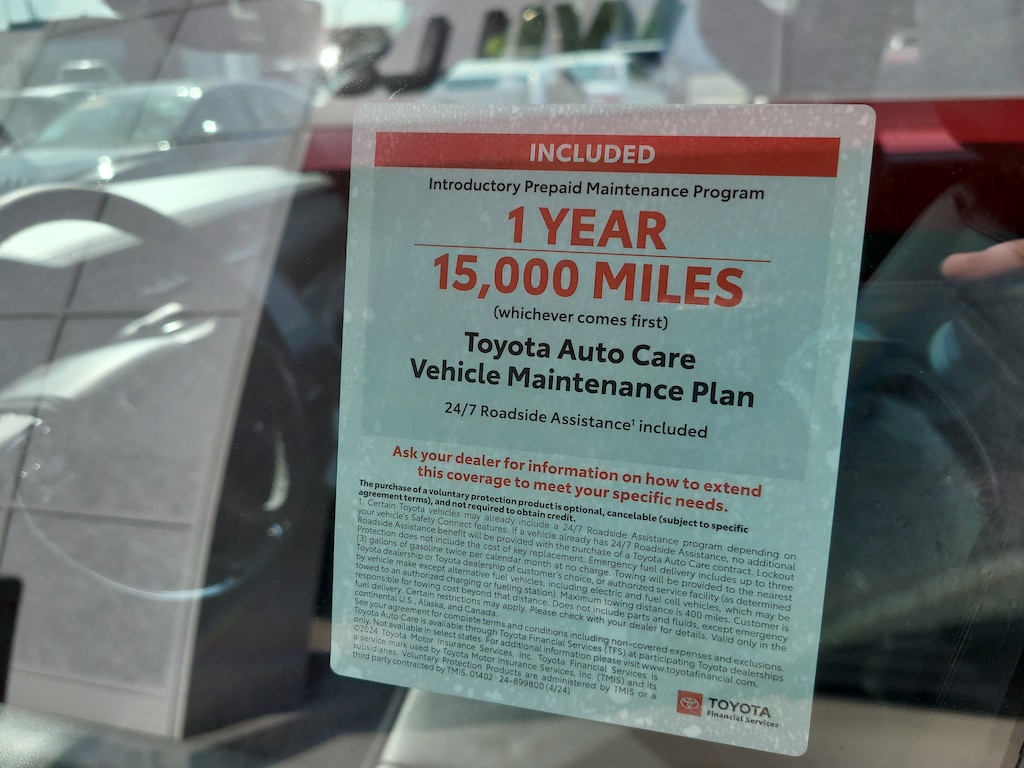 INCLUDED
Introductory Prepaid Maintenance Program
1 YEAR
15,000 MILES
(whichever comes first)
Toyota Auto Care
Vehicle Maintenance Plan
24/7 Roadside Assistance¹ included
Ask your dealer for information on how to extend
this coverage to meet your specific needs.
The purchase of a voluntary protection product is optional, cancelable (subject to specific
agreement terms), and not required to obtain credit.
1. Certain Toyota vehicles may already include a 24/7 Roadside Assistance program depending on
your vehicle's Safety Connect features. If a vehicle already has 24/7 Roadside Assistance, no additional
Roadside Assistance benefit will be provided with the purchase of a Toyota Auto Care contract. Lockout
Protection does not include the cost of key replacement. Emergency fuel delivery includes up to three
(3) gallons of gasoline twice per calendar month at no charge. Towing will be provided to the nearest
Toyota dealership or Toyota dealership of customer's choice, or authorized service facility (as determined
by vehicle make except alternative fuel vehicles, including electric and fuel cell vehicles, which may be
towed to an authorized charging or fueling station). Maximum towing distance is 400 miles. Customer is
responsible for towing cost beyond that distance. Does not include parts and fluids, except emergency
fuel delivery. Certain restrictions may apply. Please check with your dealer for details. Valid only in the
continental U.S., Alaska, and Canada.
See your agreement for complete terms and conditions including non-covered expenses and exclusions.
Toyota Auto Care is available through Toyota Financial Services (TFS) at participating Toyota dealerships
only. Not available in select states. For additional information please visit www.toyotafinancial.com.
©2024 Toyota Motor Insurance Services, Inc. Toyota Financial Services is
a service mark used by Toyota Motor Insurance Services, Inc. (TMIS) and its
subsidiaries. Voluntary Protection Products are administered by TMIS or a
third party contracted by TMIS. 01402 · 24-899800 (4/24)
TOYOTA
Financial Services